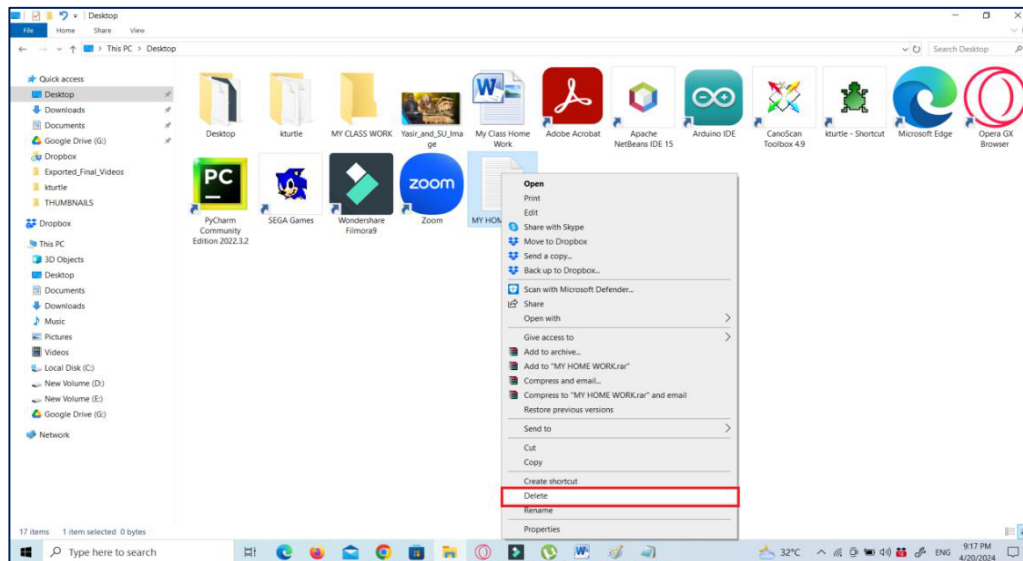 Desktop
File Home Share View
This PC > Desktop
Search Desktop
Quick access
Desktop
Downloads
Documents
Google Drive (G:)
Dropbox
Exported_Final_Videos
kturtle
THUMBNAILS
Dropbox
This PC
3D Objects
Desktop
Documents
Downloads
Music
Pictures
Videos
Local Disk (C:)
New Volume (D:)
New Volume (E:)
Google Drive (G:)
Network
Desktop
kturtle
MY CLASS WORK
Yasir_and_SU_Ima
ge
My Class Home
Work
Adobe Acrobat
Apache
NetBeans IDE 15
Arduino IDE
CanoScan
Toolbox 4.9
kturtle - Shortcut
Microsoft Edge
Opera GX
Browser
PC
PyCharm
Community
Edition 2022.3.2
SEGA Games
Wondershare
Filmora9
zoom
Zoom
MY HOM
Open
Print
Edit
Share with Skype
Move to Dropbox
Send a copy...
Back up to Dropbox...
Scan with Microsoft Defender...
Share
Open with
Give access to
Add to archive...
Add to "MY HOME WORK.rar"
Compress and email...
Compress to "MY HOME WORK.rar" and email
Restore previous versions
Send to
Cut
Copy
Create shortcut
Delete
Rename
Properties
17 items 1 item selected 0 bytes
Type here to search
32°C
ENG
9:17 PM
4/20/2024